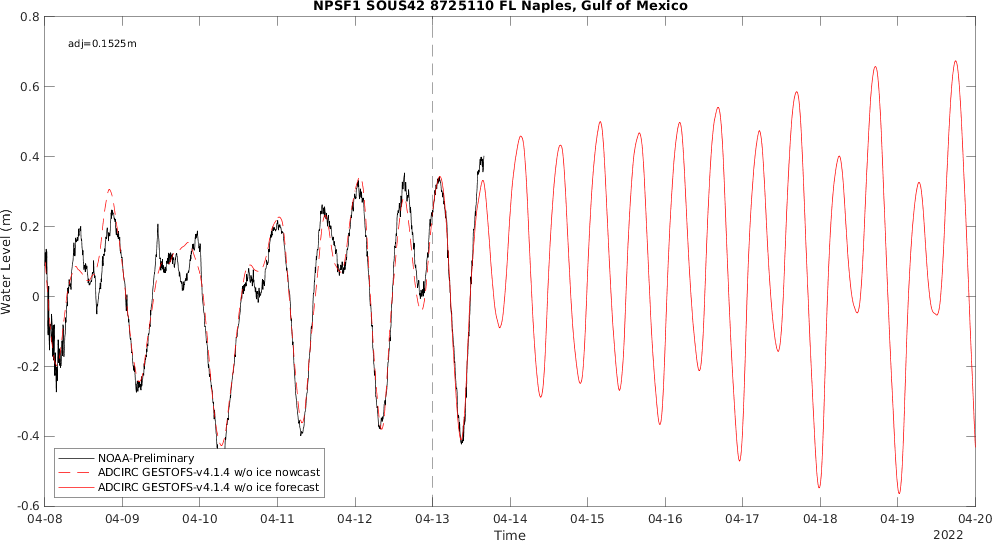 NPSF1 SOUS42 8725110 FL Naples, Gulf of Mexico
adj=0.1525m
0.8
0.6
0.4
0.2
0
-0.2
-0.4
-0.6
Water Level (m)
NOAA-Preliminary
ADCIRC GESTOFS-v4.1.4 w/o ice nowcast
ADCIRC GESTOFS-v4.1.4 w/o ice forecast
04-08 04-09 04-10 04-11 04-12 04-13 04-14 04-15 04-16 04-17 04-18 04-19 04-20
Time
2022